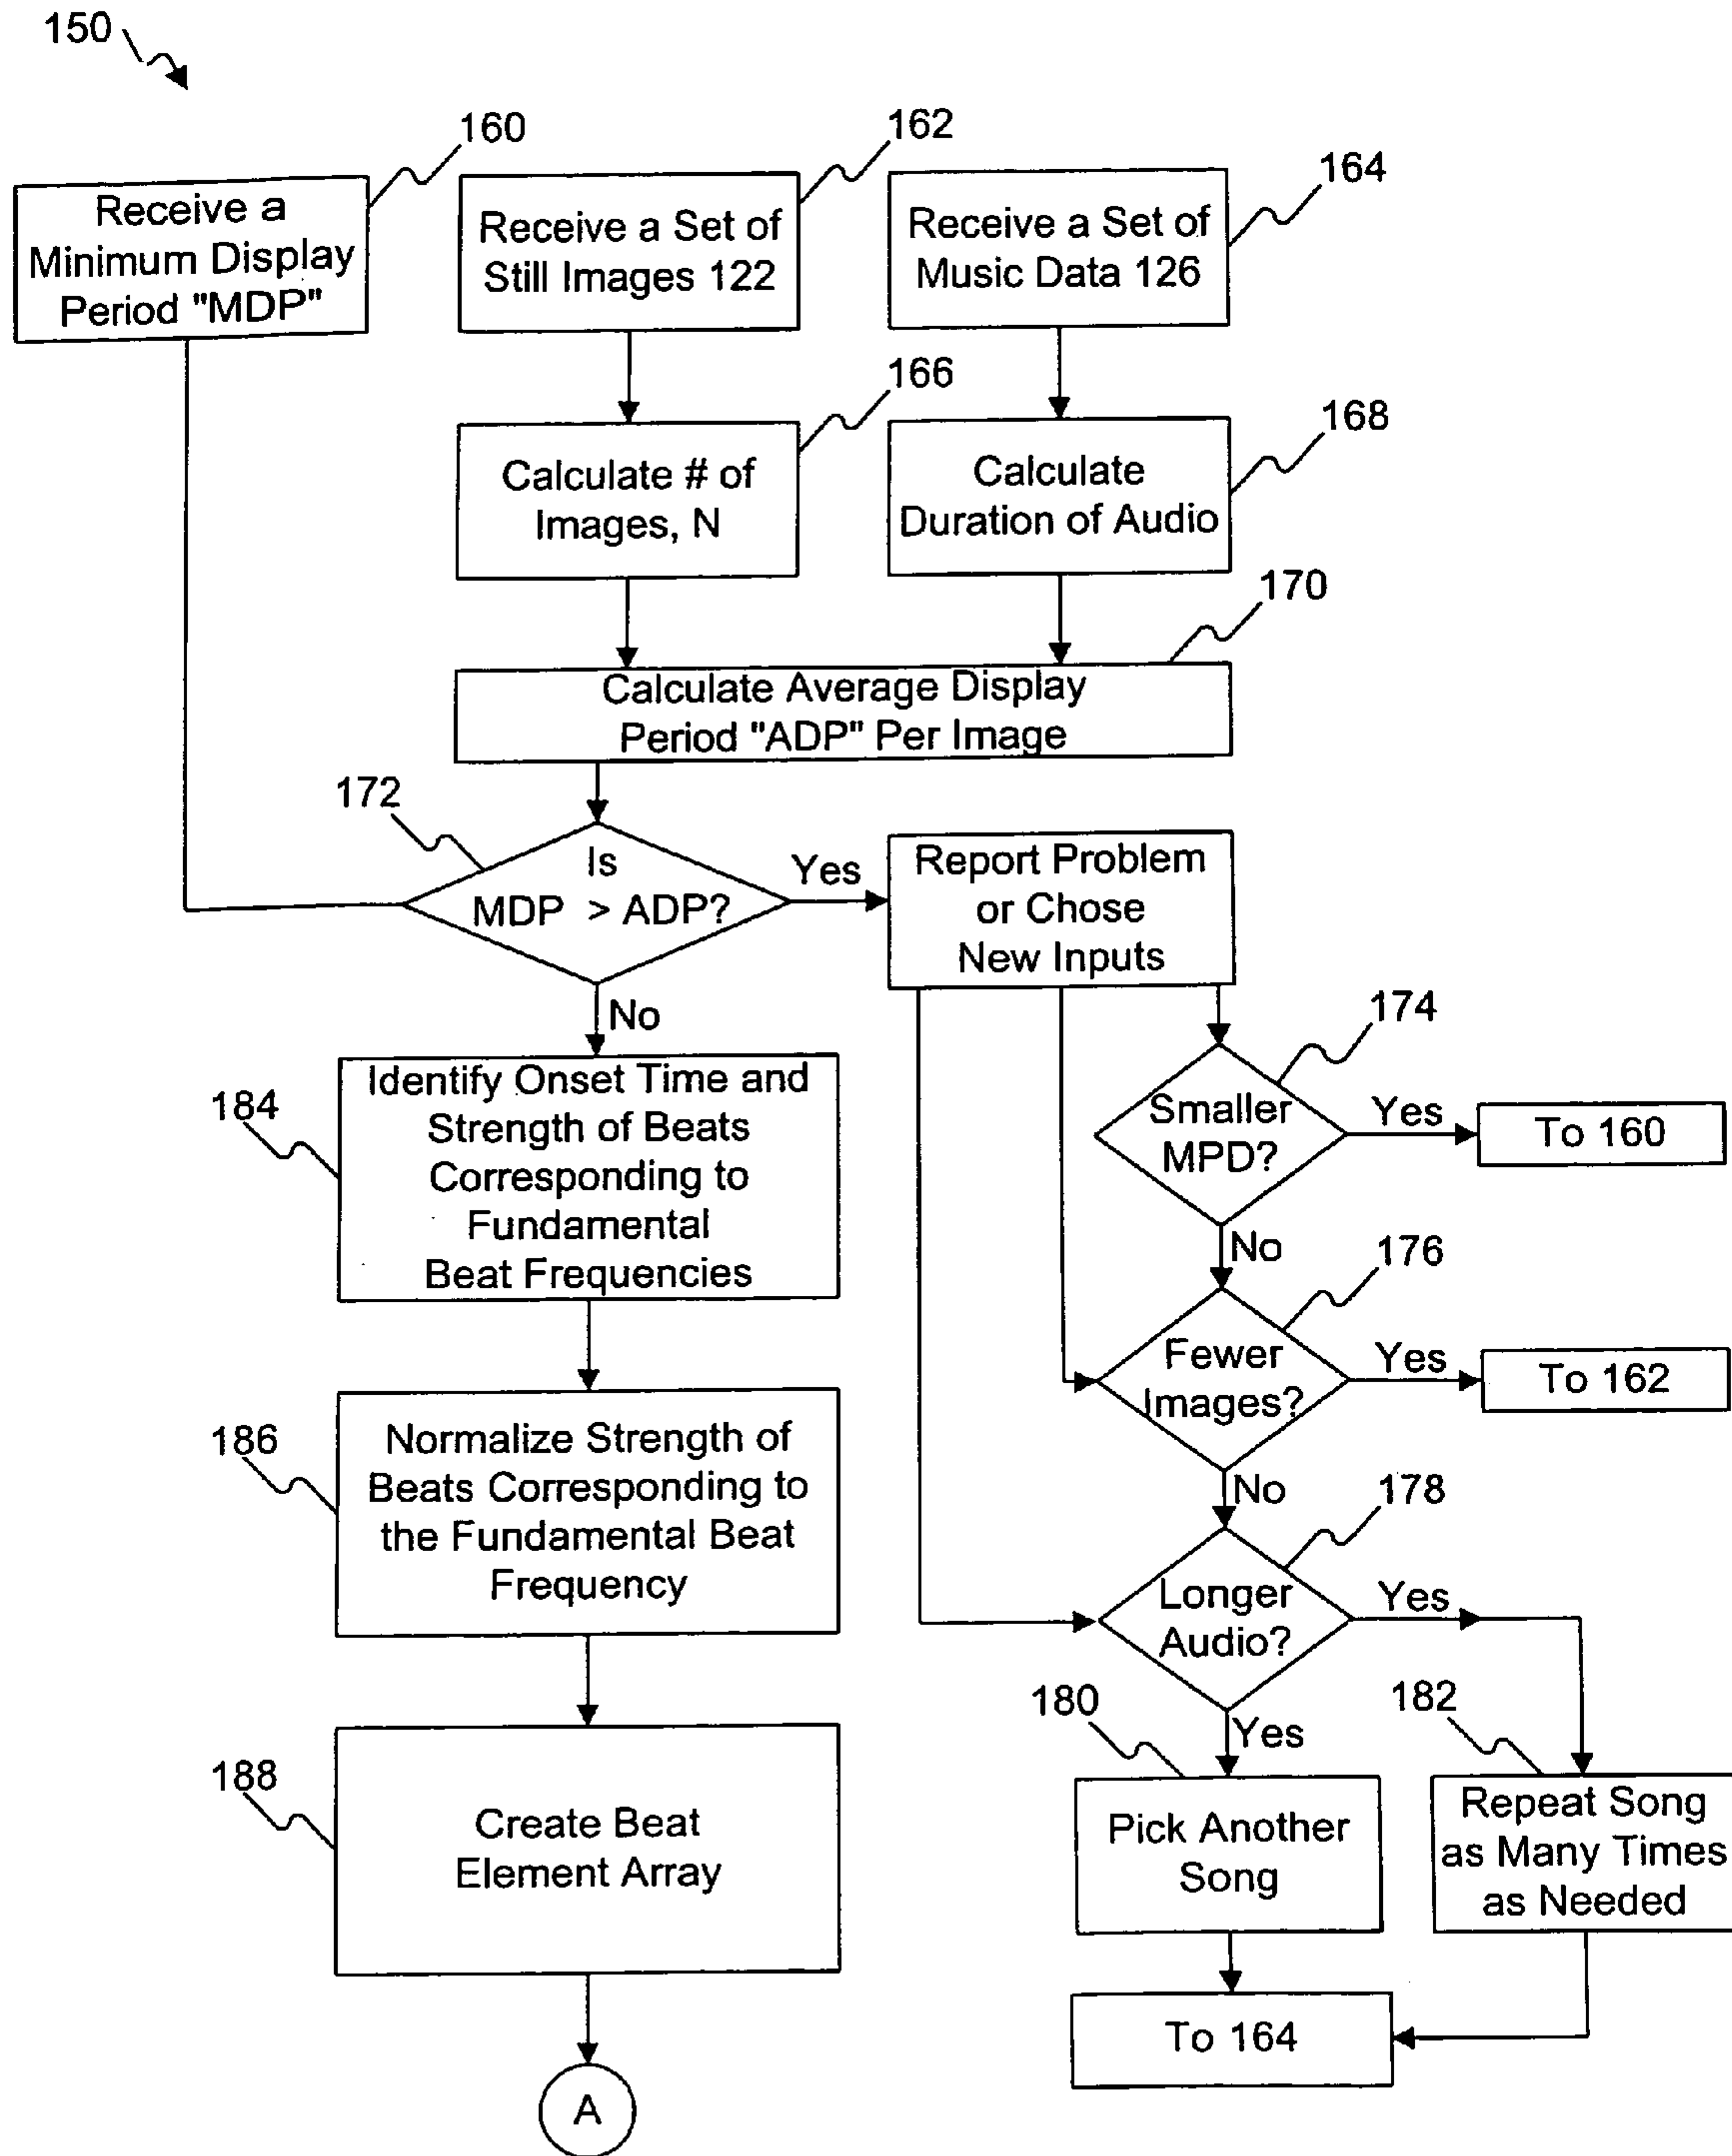 150
160
162
164
Receive a
Minimum Display
Period "MDP"
Receive a Set of
Still Images 122
Receive a Set of
Music Data 126
166
168
Calculate # of
Images, N
Calculate
Duration of Audio
170
Calculate Average Display
Period "ADP" Per Image
172
Is
MDP > ADP?
Yes
Report Problem
or Chose
New Inputs
No
174
184
Identify Onset Time and
Strength of Beats
Corresponding to
Fundamental
Beat Frequencies
Smaller
MPD?
Yes
To 160
No
176
Fewer
Images?
Yes
To 162
186
Normalize Strength of
Beats Corresponding to
the Fundamental Beat
Frequency
No
178
Longer
Audio?
Yes
180
Yes
182
188
Create Beat
Element Array
Pick Another
Song
Repeat Song
as Many Times
as Needed
To 164
A